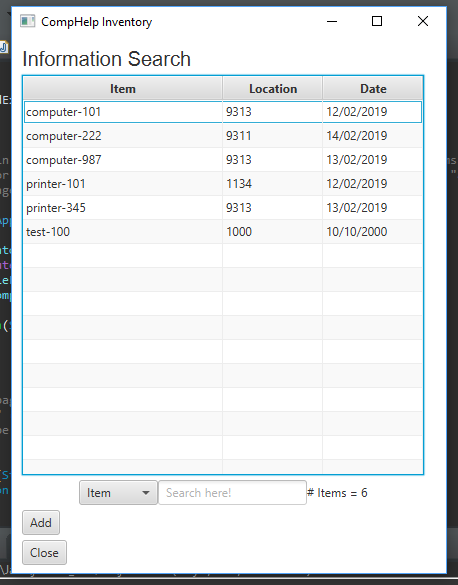 CompHelp Inventory
Information Search
Item Location Date
computer-101 9313 12/02/2019
computer-222 9311 14/02/2019
computer-987 9313 13/02/2019
printer-101 1134 12/02/2019
printer-345 9313 13/02/2019
test-100 1000 10/10/2000
Item Search here! # Items = 6
Add
Close